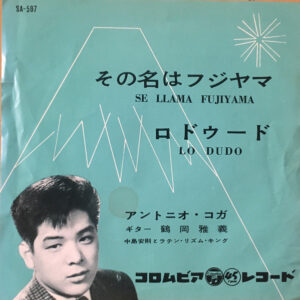 SA-597
その名はフジヤマ
SE LLAMA FUJIYAMA
ロドゥード
LO DUDO
アントニオ・コガ
ギター 鶴岡雅義
中島安則とラテン・リズム・キング
コロムビア 45 レコード